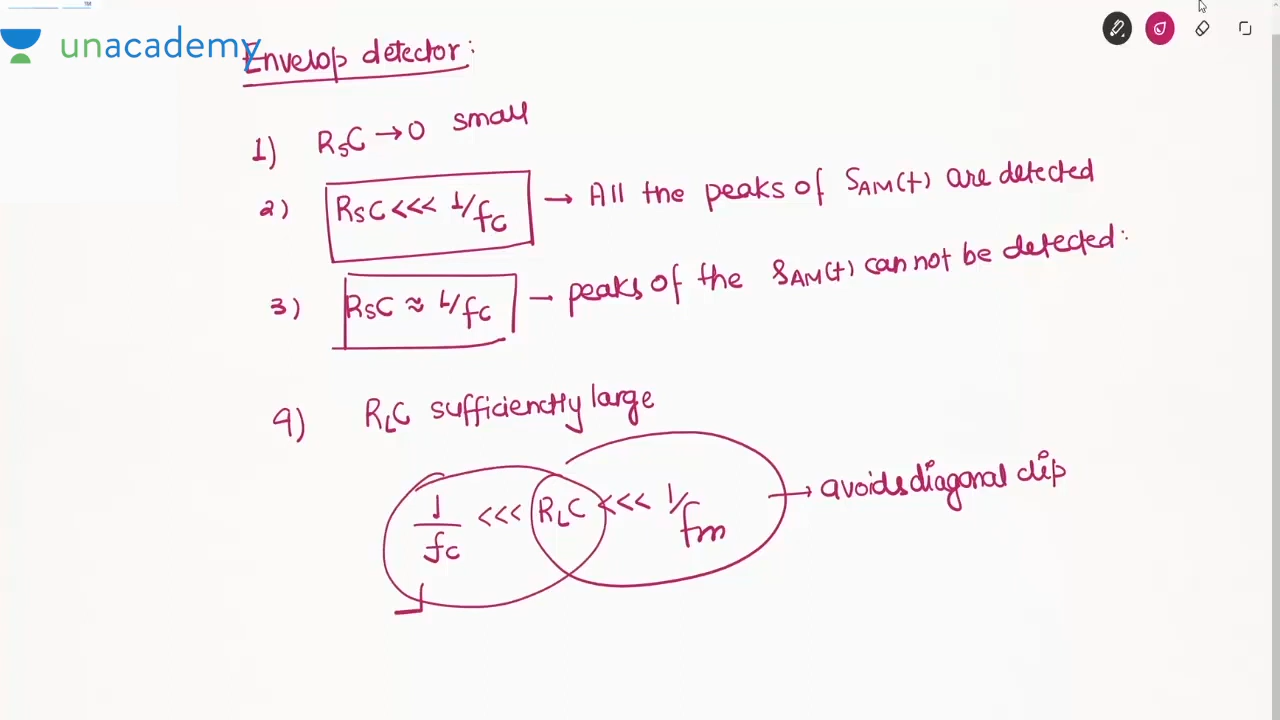 ™
unacademy
Envelop detector:
1) RsC → 0 small
2) RsC <<< 1/fc → All the peaks of SAM(t) are detected
3) RsC ≈ 1/fc → peaks of the SAM(t) can not be detected:
4) RLC sufficienctly large
1/fc <<< RLC <<< 1/fm → avoids diagonal clip